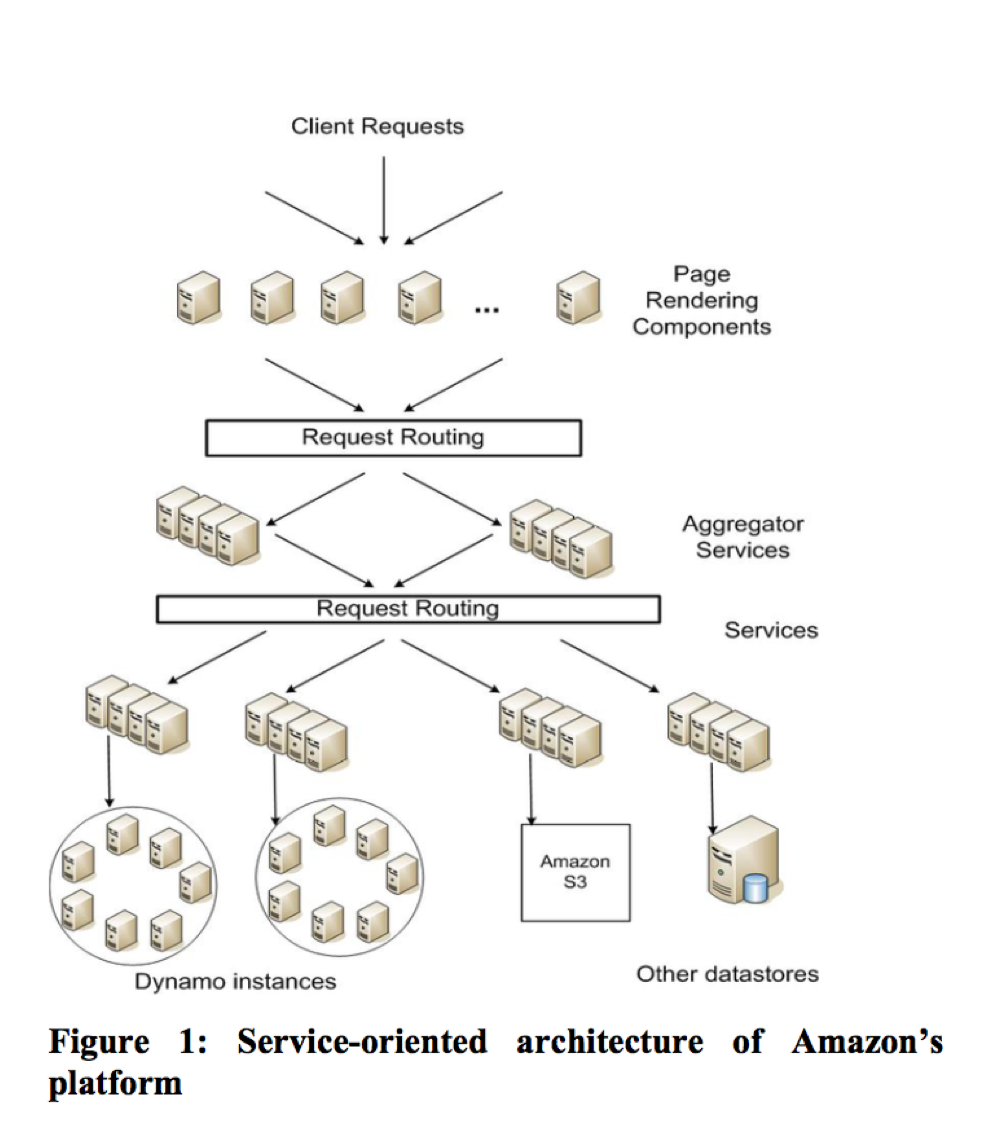 Client Requests
Page
Rendering
Components
...
Request Routing
Aggregator
Services
Request Routing
Services
Amazon
S3
Dynamo instances
Other datastores
Figure 1: Service-oriented architecture of Amazon’s
platform